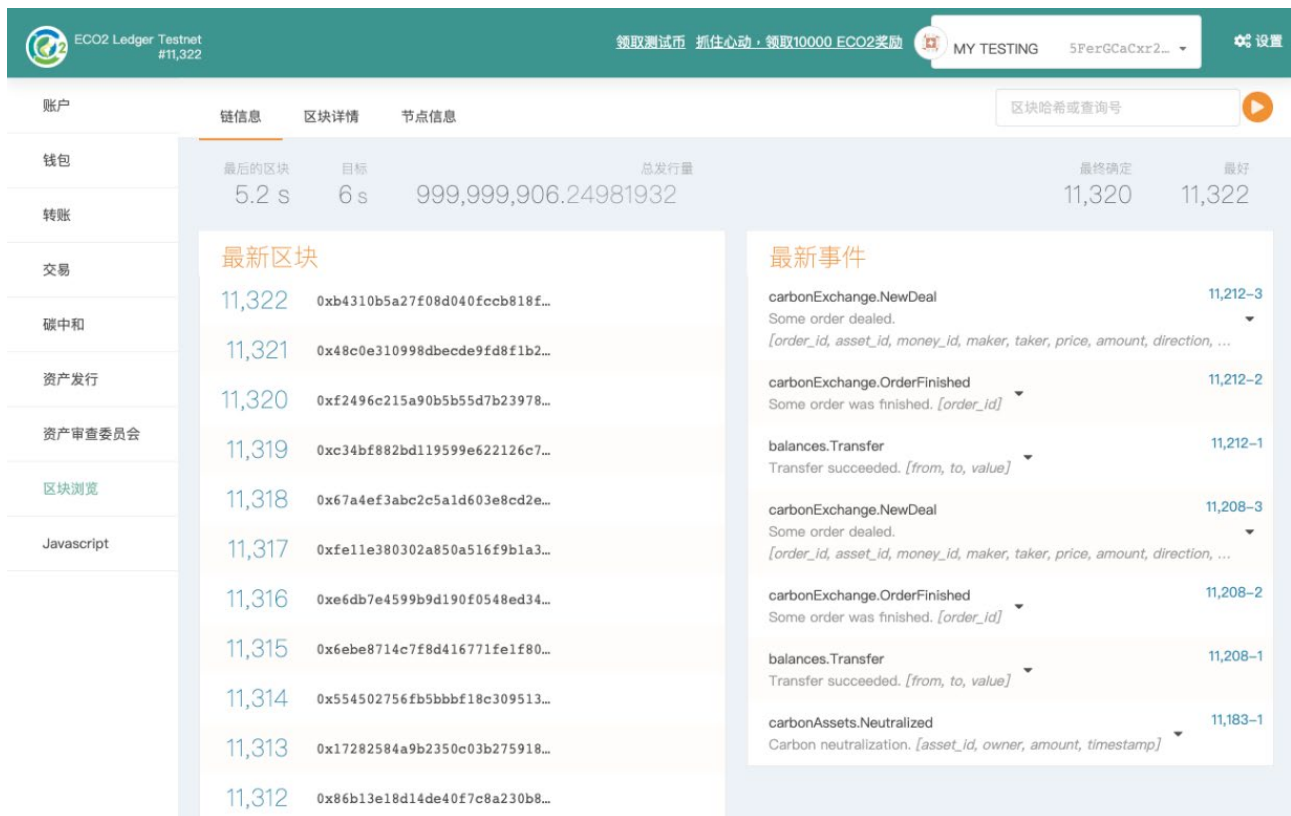 ECO2 Ledger Testnet
#11,322
领取测试币 抓住心动，领取10000 ECO2奖励
MY TESTING 5FerGCaCxr2…
设置
账户
钱包
转账
交易
碳中和
资产发行
资产审查委员会
区块浏览
Javascript
链信息 区块详情 节点信息
区块哈希或查询号
最后的区块 目标 总发行量 最终确定 最好
5.2 s 6 s 999,999,906.24981932 11,320 11,322
最新区块
11,322 0xb4310b5a27f08d040fccb818f…
11,321 0x48c0e310998dbecde9fd8f1b2…
11,320 0xf2496c215a90b5b55d7b23978…
11,319 0xc34bf882bd119599e622126c7…
11,318 0x67a4ef3abc2c5a1d603e8cd2e…
11,317 0xfe11e380302a850a516f9b1a3…
11,316 0xe6db7e4599b9d190f0548ed34…
11,315 0x6ebe8714c7f8d416771fe1f80…
11,314 0x554502756fb5bbbf18c309513…
11,313 0x17282584a9b2350c03b275918…
11,312 0x86b13e18d14de40f7c8a230b8…
最新事件
carbonExchange.NewDeal 11,212-3
Some order dealed.
[order_id, asset_id, money_id, maker, taker, price, amount, direction, …
carbonExchange.OrderFinished 11,212-2
Some order was finished. [order_id]
balances.Transfer 11,212-1
Transfer succeeded. [from, to, value]
carbonExchange.NewDeal 11,208-3
Some order dealed.
[order_id, asset_id, money_id, maker, taker, price, amount, direction, …
carbonExchange.OrderFinished 11,208-2
Some order was finished. [order_id]
balances.Transfer 11,208-1
Transfer succeeded. [from, to, value]
carbonAssets.Neutralized 11,183-1
Carbon neutralization. [asset_id, owner, amount, timestamp]